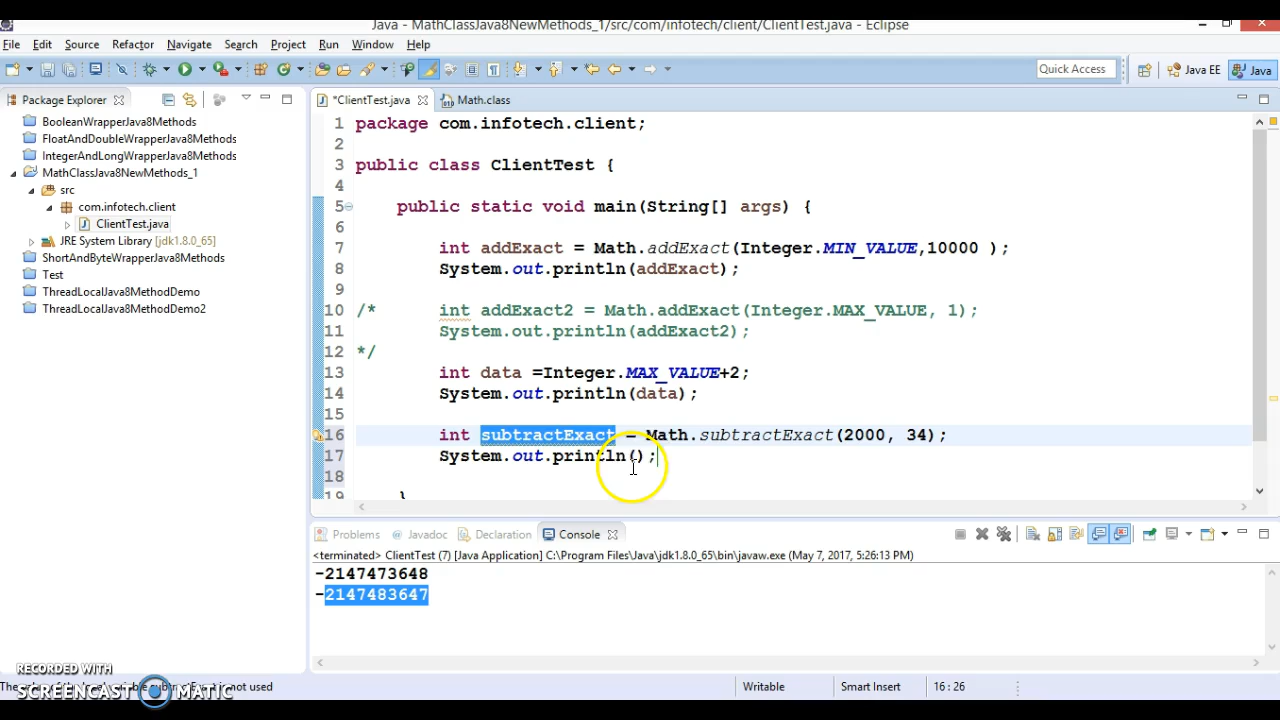 Java - MathClassJava8NewMethods_1/src/com/infotech/client/ClientTest.java - Eclipse
File Edit Source Refactor Navigate Search Project Run Window Help
Quick Access Java EE Java
Package Explorer *ClientTest.java Math.class
BooleanWrapperJava8Methods
FloatAndDoubleWrapperJava8Methods
IntegerAndLongWrapperJava8Methods
MathClassJava8NewMethods_1
src
com.infotech.client
ClientTest.java
JRE System Library [jdk1.8.0_65]
ShortAndByteWrapperJava8Methods
Test
ThreadLocalJava8MethodDemo
ThreadLocalJava8MethodDemo2
1 package com.infotech.client;
2
3 public class ClientTest {
4
5 public static void main(String[] args) {
6
7 int addExact = Math.addExact(Integer.MIN_VALUE,10000 );
8 System.out.println(addExact);
9
10 /* int addExact2 = Math.addExact(Integer.MAX_VALUE, 1);
11 System.out.println(addExact2);
12 */
13 int data =Integer.MAX_VALUE+2;
14 System.out.println(data);
15
16 int subtractExact = Math.subtractExact(2000, 34);
17 System.out.println();
18
19 }
Problems Javadoc Declaration Console
<terminated> ClientTest (7) [Java Application] C:\Program Files\Java\jdk1.8.0_65\bin\javaw.exe (May 7, 2017, 5:26:13 PM)
-2147473648
-2147483647
RECORDED WITH
SCREENCAST MATIC
is not used Writable Smart Insert 16 : 26